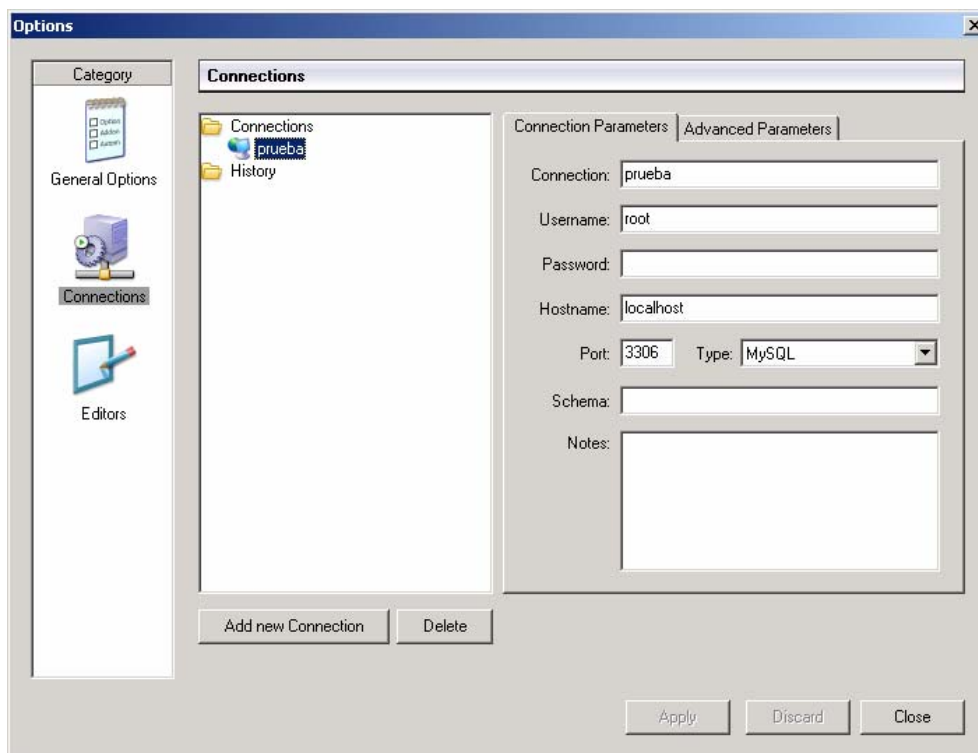 Options
Category
General Options
Connections
Editors
Connections
Connections
prueba
History
Add new Connection
Delete
Connection Parameters
Advanced Parameters
Connection: prueba
Username: root
Password:
Hostname: localhost
Port: 3306 Type: MySQL
Schema:
Notes:
Apply Discard Close